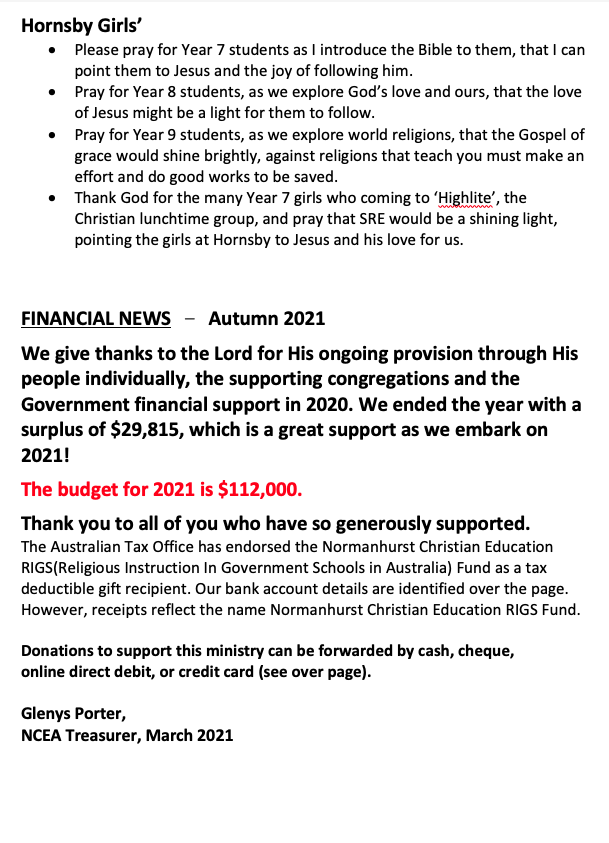 Hornsby Girls’
• Please pray for Year 7 students as I introduce the Bible to them, that I can
point them to Jesus and the joy of following him.
• Pray for Year 8 students, as we explore God’s love and ours, that the love
of Jesus might be a light for them to follow.
• Pray for Year 9 students, as we explore world religions, that the Gospel of
grace would shine brightly, against religions that teach you must make an
effort and do good works to be saved.
• Thank God for the many Year 7 girls who coming to ‘Highlite’, the
Christian lunchtime group, and pray that SRE would be a shining light,
pointing the girls at Hornsby to Jesus and his love for us.
FINANCIAL NEWS – Autumn 2021
We give thanks to the Lord for His ongoing provision through His
people individually, the supporting congregations and the
Government financial support in 2020. We ended the year with a
surplus of $29,815, which is a great support as we embark on
2021!
The budget for 2021 is $112,000.
Thank you to all of you who have so generously supported.
The Australian Tax Office has endorsed the Normanhurst Christian Education
RIGS(Religious Instruction In Government Schools in Australia) Fund as a tax
deductible gift recipient. Our bank account details are identified over the page.
However, receipts reflect the name Normanhurst Christian Education RIGS Fund.
Donations to support this ministry can be forwarded by cash, cheque,
online direct debit, or credit card (see over page).
Glenys Porter,
NCEA Treasurer, March 2021